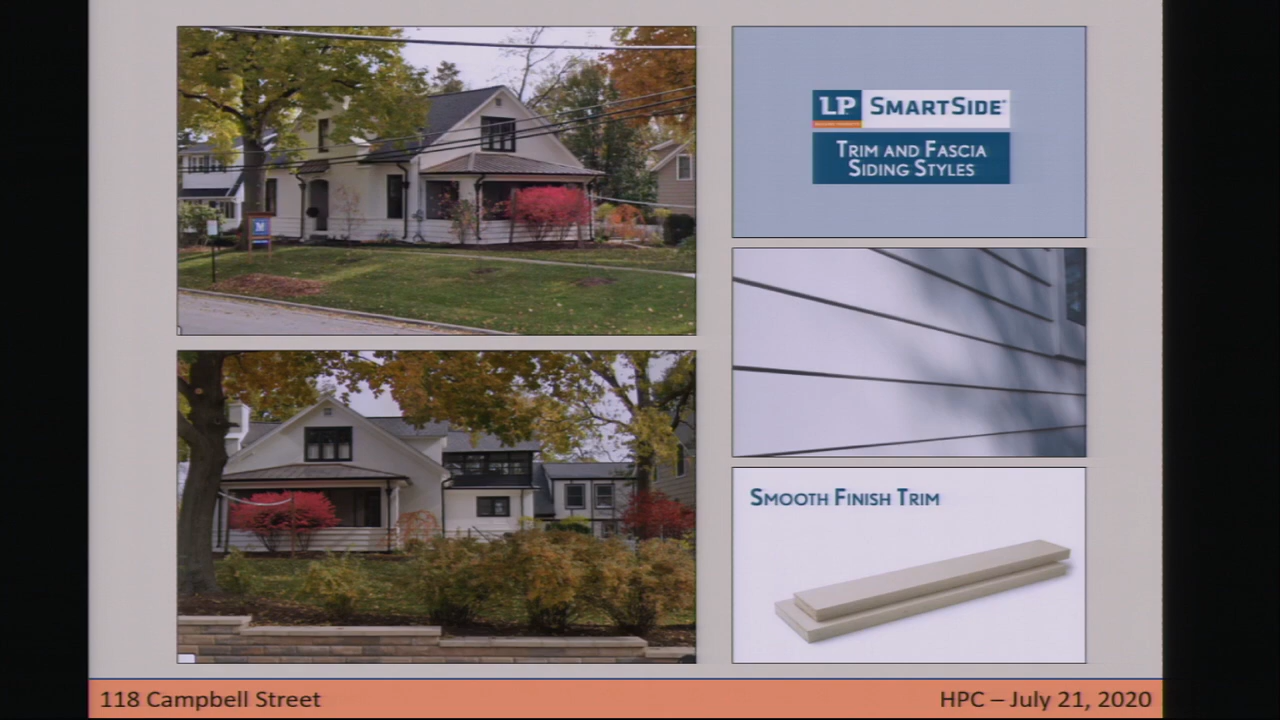 LP SMARTSIDE
TRIM AND FASCIA
SIDING STYLES
SMOOTH FINISH TRIM
118 Campbell Street
HPC – July 21, 2020